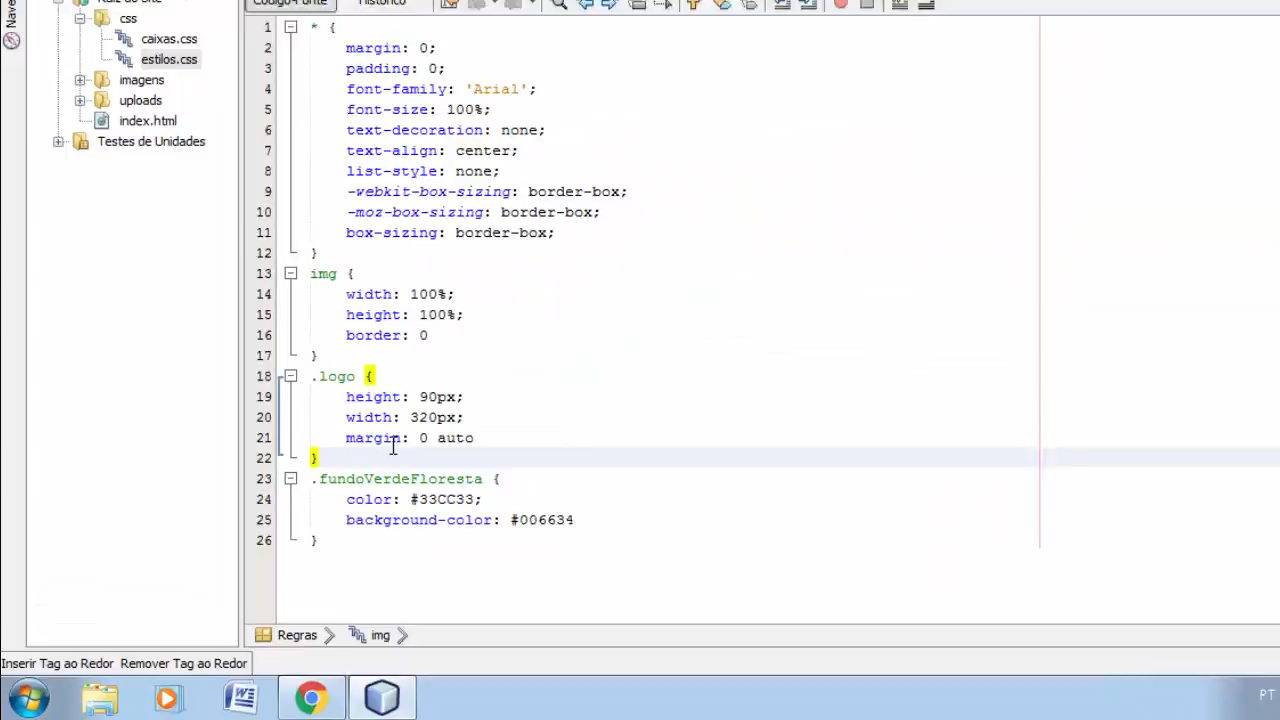 Raiz do Site
Código-Fonte
Histórico
Nave
css
caixas.css
estilos.css
imagens
uploads
index.html
Testes de Unidades
1 * {
2 margin: 0;
3 padding: 0;
4 font-family: 'Arial';
5 font-size: 100%;
6 text-decoration: none;
7 text-align: center;
8 list-style: none;
9 -webkit-box-sizing: border-box;
10 -moz-box-sizing: border-box;
11 box-sizing: border-box;
12 }
13 img {
14 width: 100%;
15 height: 100%;
16 border: 0
17 }
18 .logo {
19 height: 90px;
20 width: 320px;
21 margin: 0 auto
22 }
23 .fundoVerdeFloresta {
24 color: #33CC33;
25 background-color: #006634
26 }
Regras
img
Inserir Tag ao Redor Remover Tag ao Redor
PT